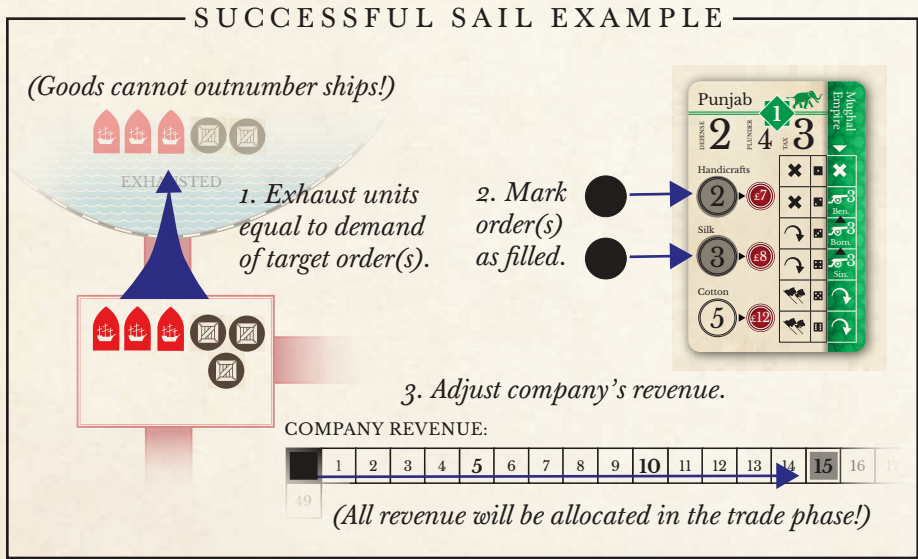 SUCCESSFUL SAIL EXAMPLE
(Goods cannot outnumber ships!)
EXHAUSTED
1. Exhaust units
equal to demand
of target order(s).
2. Mark
order(s)
as filled.
Punjab
1
Mughal
Empire
DEFENSE
2
PLUNDER
4
TAX
3
Handicrafts
2
£7
3
Ben.
Silk
3
£8
3
Bom.
3
Sin.
Cotton
5
£12
3. Adjust company's revenue.
COMPANY REVENUE:
1 2 3 4 5 6 7 8 9 10 11 12 13 14 15 16 17
49
(All revenue will be allocated in the trade phase!)